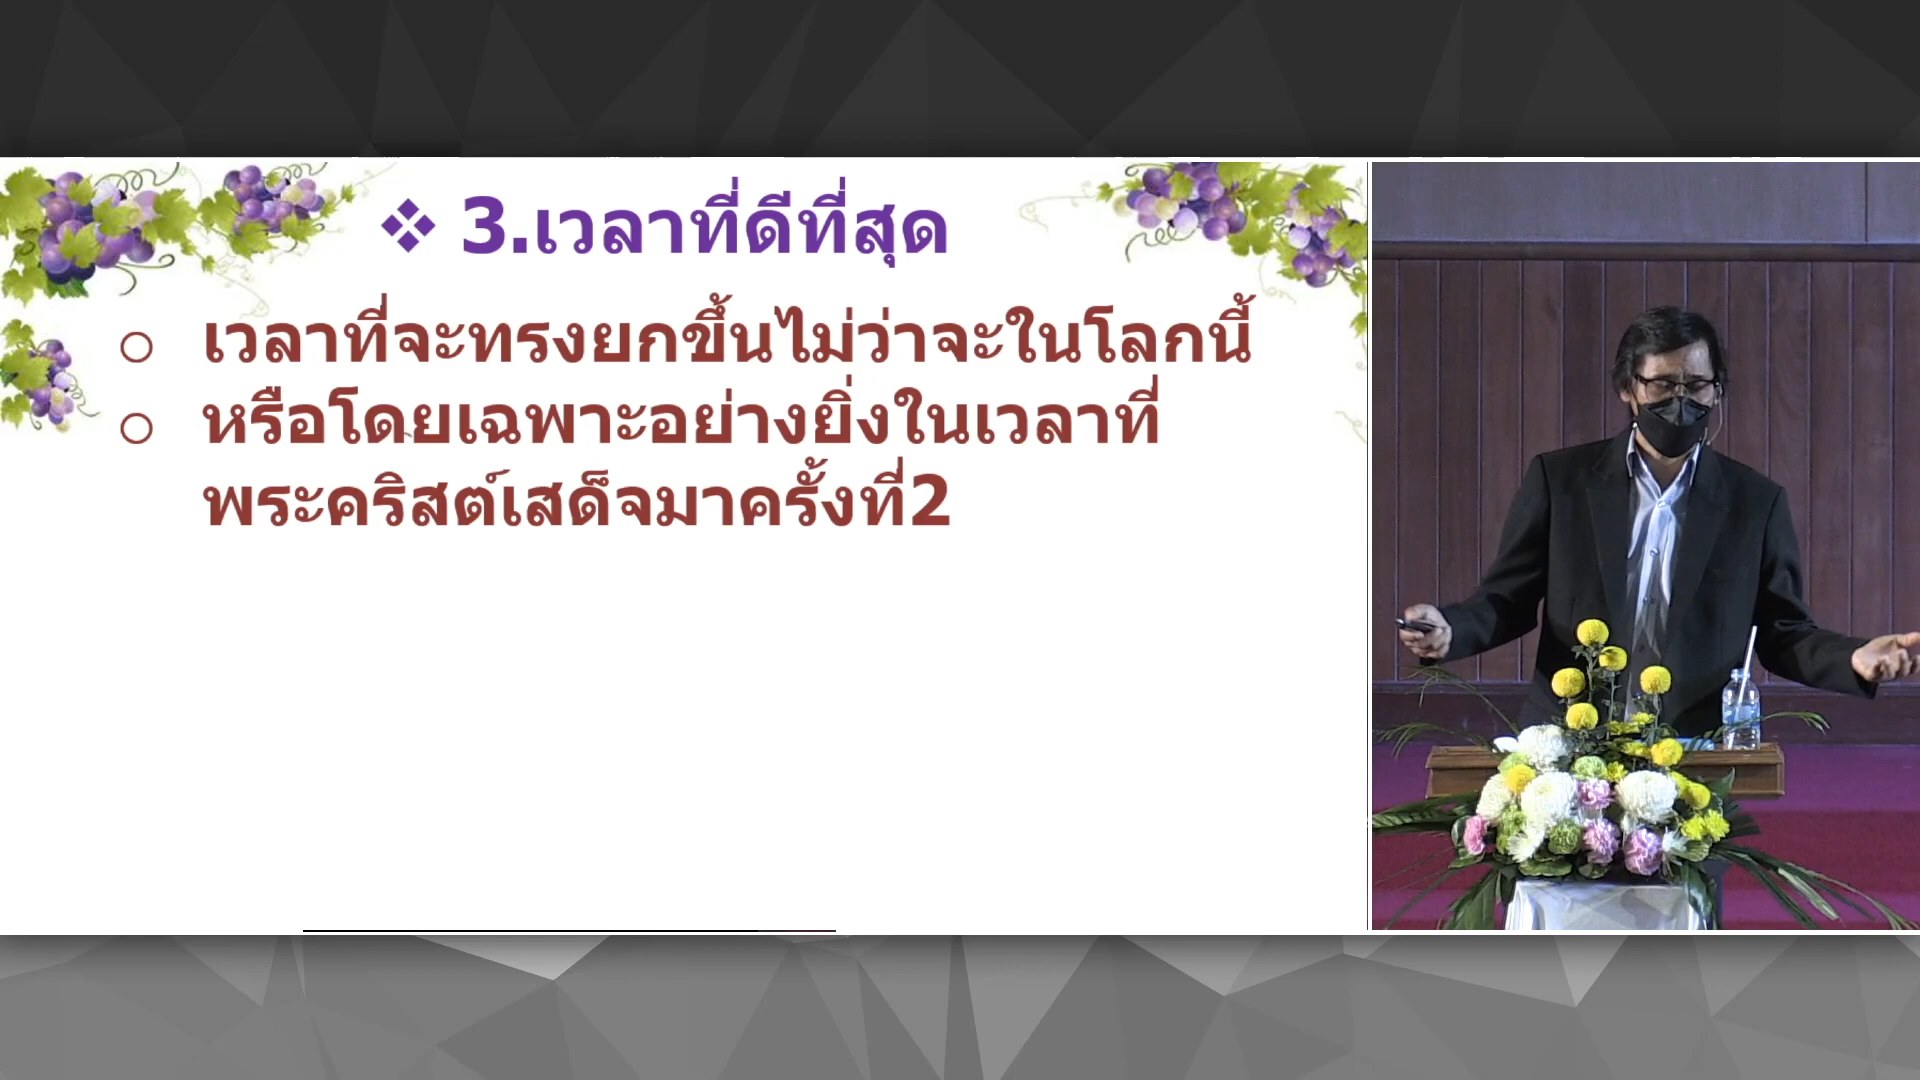 ❖ 3.เวลาที่ดีที่สุด
o เวลาที่จะทรงยกขึ้นไม่ว่าจะในโลกนี้
o หรือโดยเฉพาะอย่างยิ่งในเวลาที่
พระคริสต์เสด็จมาครั้งที่2